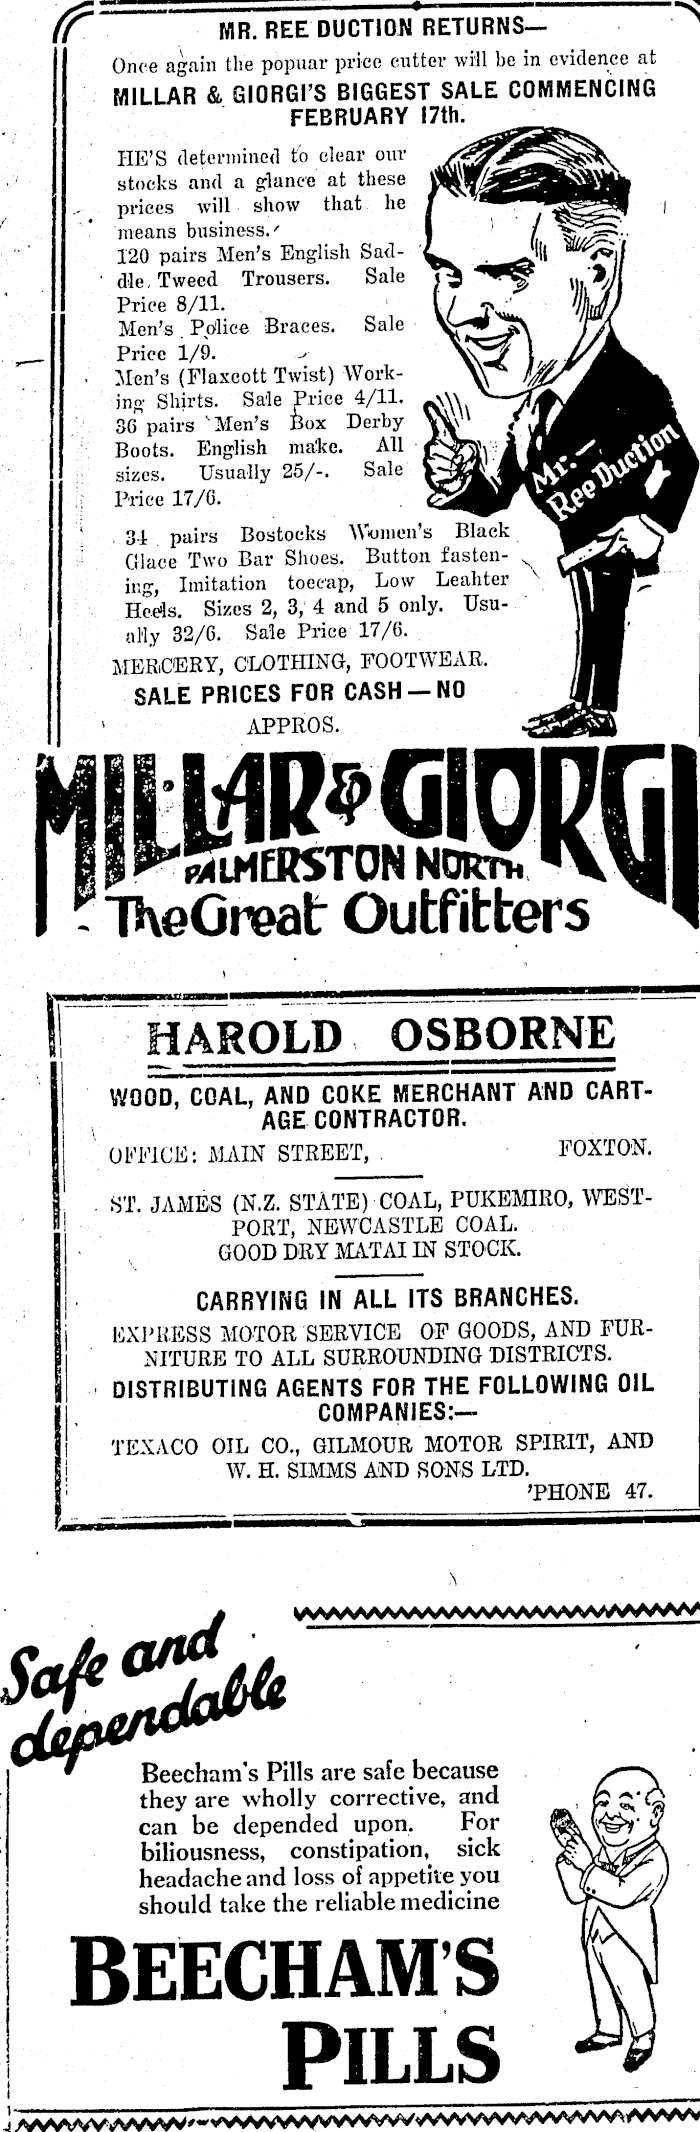 MR. REE DUCTION RETURNS—
Once again the popuar price cutter will be in evidence at
MILLAR & GIORGI'S BIGGEST SALE COMMENCING
FEBRUARY 17th.
HE'S determined to clear our
stocks and a glance at these
prices will show that he
means business.
120 pairs Men's English Sad-
dle Tweed Trousers. Sale
Price 8/11.
Men's Police Braces. Sale
Price 1/9.
Men's (Flaxcott Twist) Work-
ing Shirts. Sale Price 4/11.
36 pairs Men's Box Derby
Boots. English make. All
sizes. Usually 25/-. Sale
Price 17/6.
Mr.—
Ree Duction
34 pairs Bostocks Women's Black
Glace Two Bar Shoes. Button fasten-
ing, Imitation toecap, Low Leahter
Heels. Sizes 2, 3, 4 and 5 only. Usu-
ally 32/6. Sale Price 17/6.
MERCERY, CLOTHING, FOOTWEAR.
SALE PRICES FOR CASH — NO
APPROS.
MILLAR & GIORGI
PALMERSTON NORTH
The Great Outfitters
HAROLD OSBORNE
WOOD, COAL, AND COKE MERCHANT AND CART-
AGE CONTRACTOR.
OFFICE: MAIN STREET, FOXTON.
ST. JAMES (N.Z. STATE) COAL, PUKEMIRO, WEST-
PORT, NEWCASTLE COAL.
GOOD DRY MATAI IN STOCK.
CARRYING IN ALL ITS BRANCHES.
EXPRESS MOTOR SERVICE OF GOODS, AND FUR-
NITURE TO ALL SURROUNDING DISTRICTS.
DISTRIBUTING AGENTS FOR THE FOLLOWING OIL
COMPANIES:—
TEXACO OIL CO., GILMOUR MOTOR SPIRIT, AND
W. H. SIMMS AND SONS LTD.
'PHONE 47.
Safe and
dependable
Beecham's Pills are safe because
they are wholly corrective, and
can be depended upon. For
biliousness, constipation, sick
headache and loss of appetite you
should take the reliable medicine
BEECHAM'S
PILLS